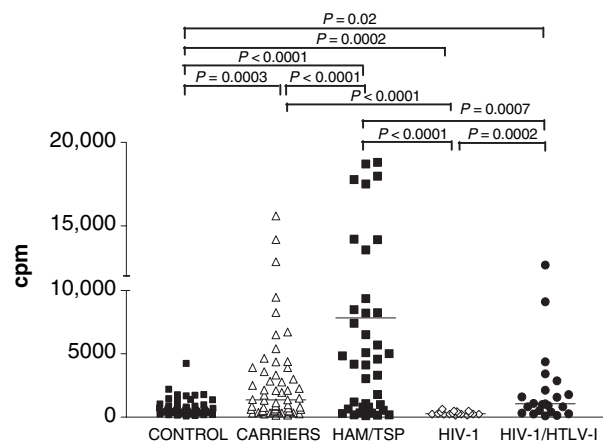 P = 0.02
P = 0.0002
P < 0.0001
P = 0.0003 P < 0.0001
P < 0.0001
P = 0.0007
P < 0.0001 P = 0.0002
20,000
15,000
cpm
10,000
5000
0
CONTROL CARRIERS HAM/TSP HIV-1 HIV-1/HTLV-I